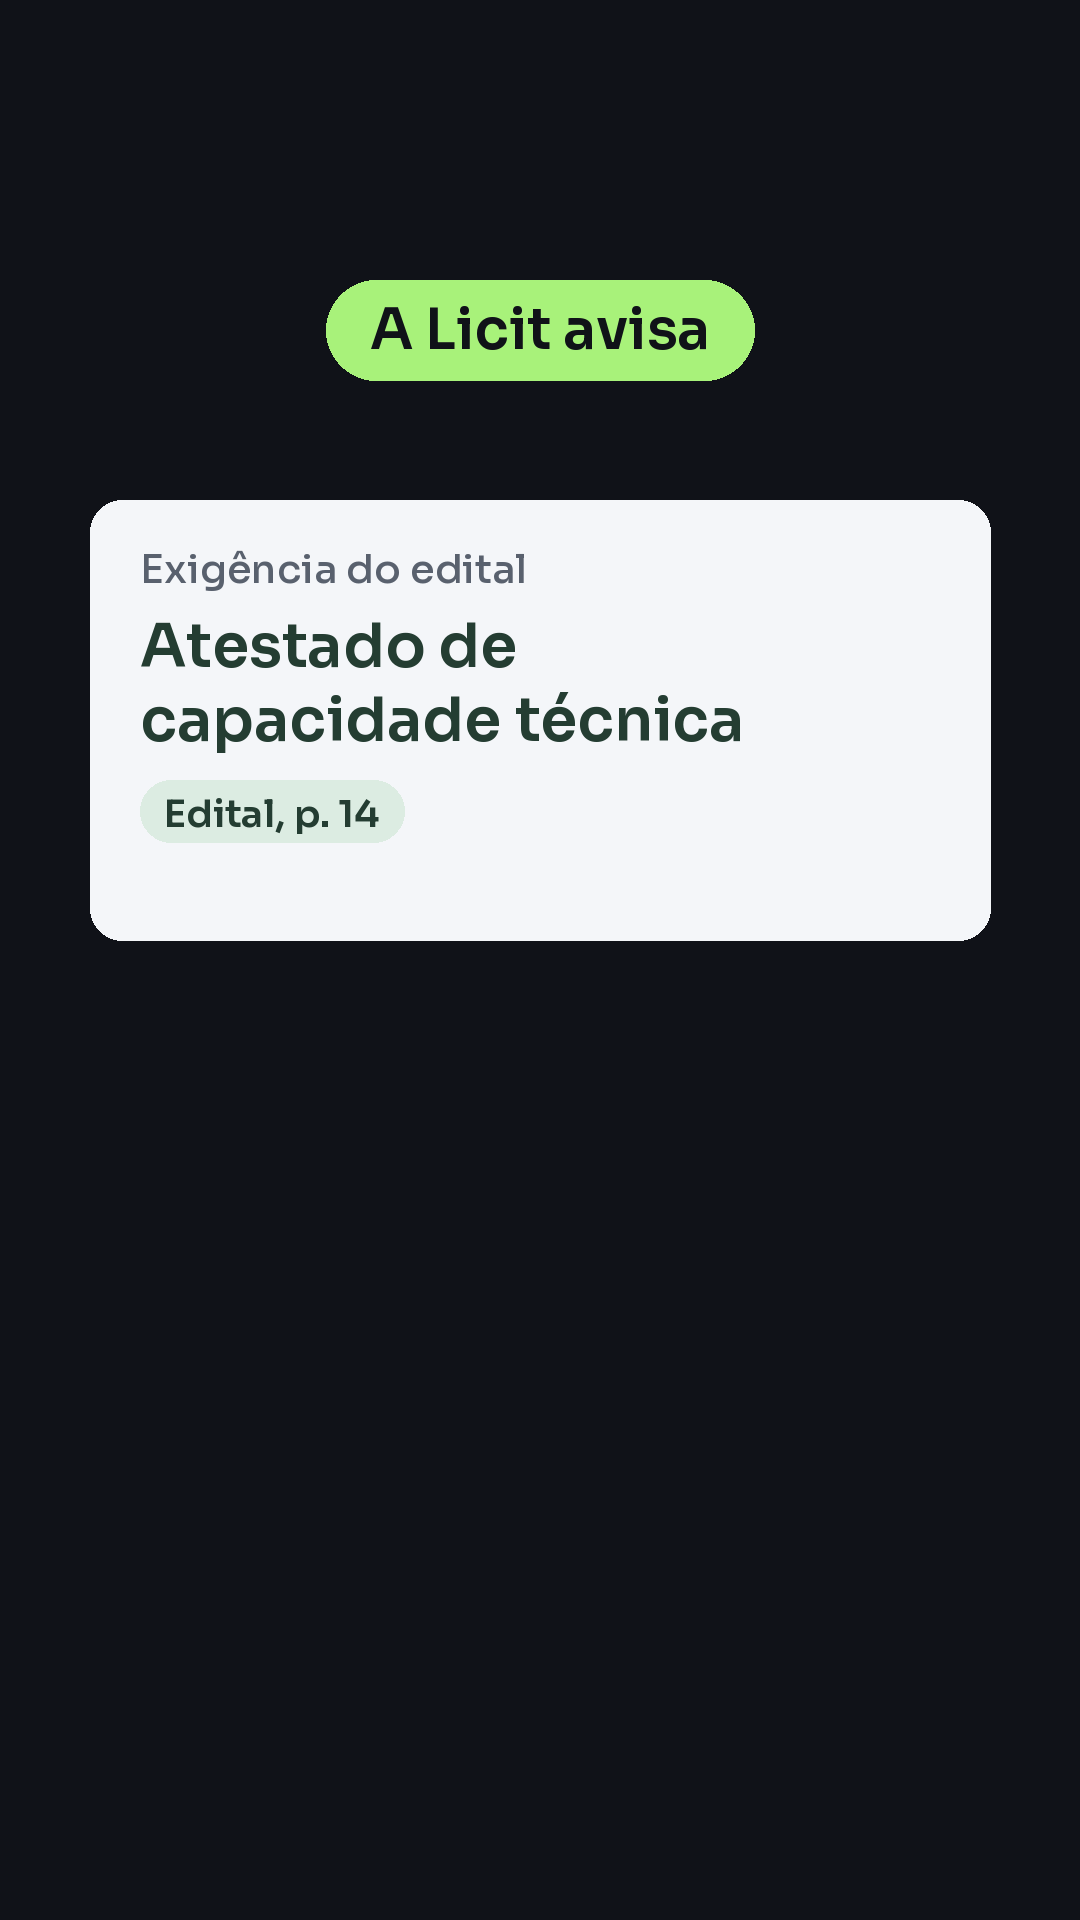 A Licit avisa
Exigência do edital
Atestado de
capacidade técnica
Edital, p. 14